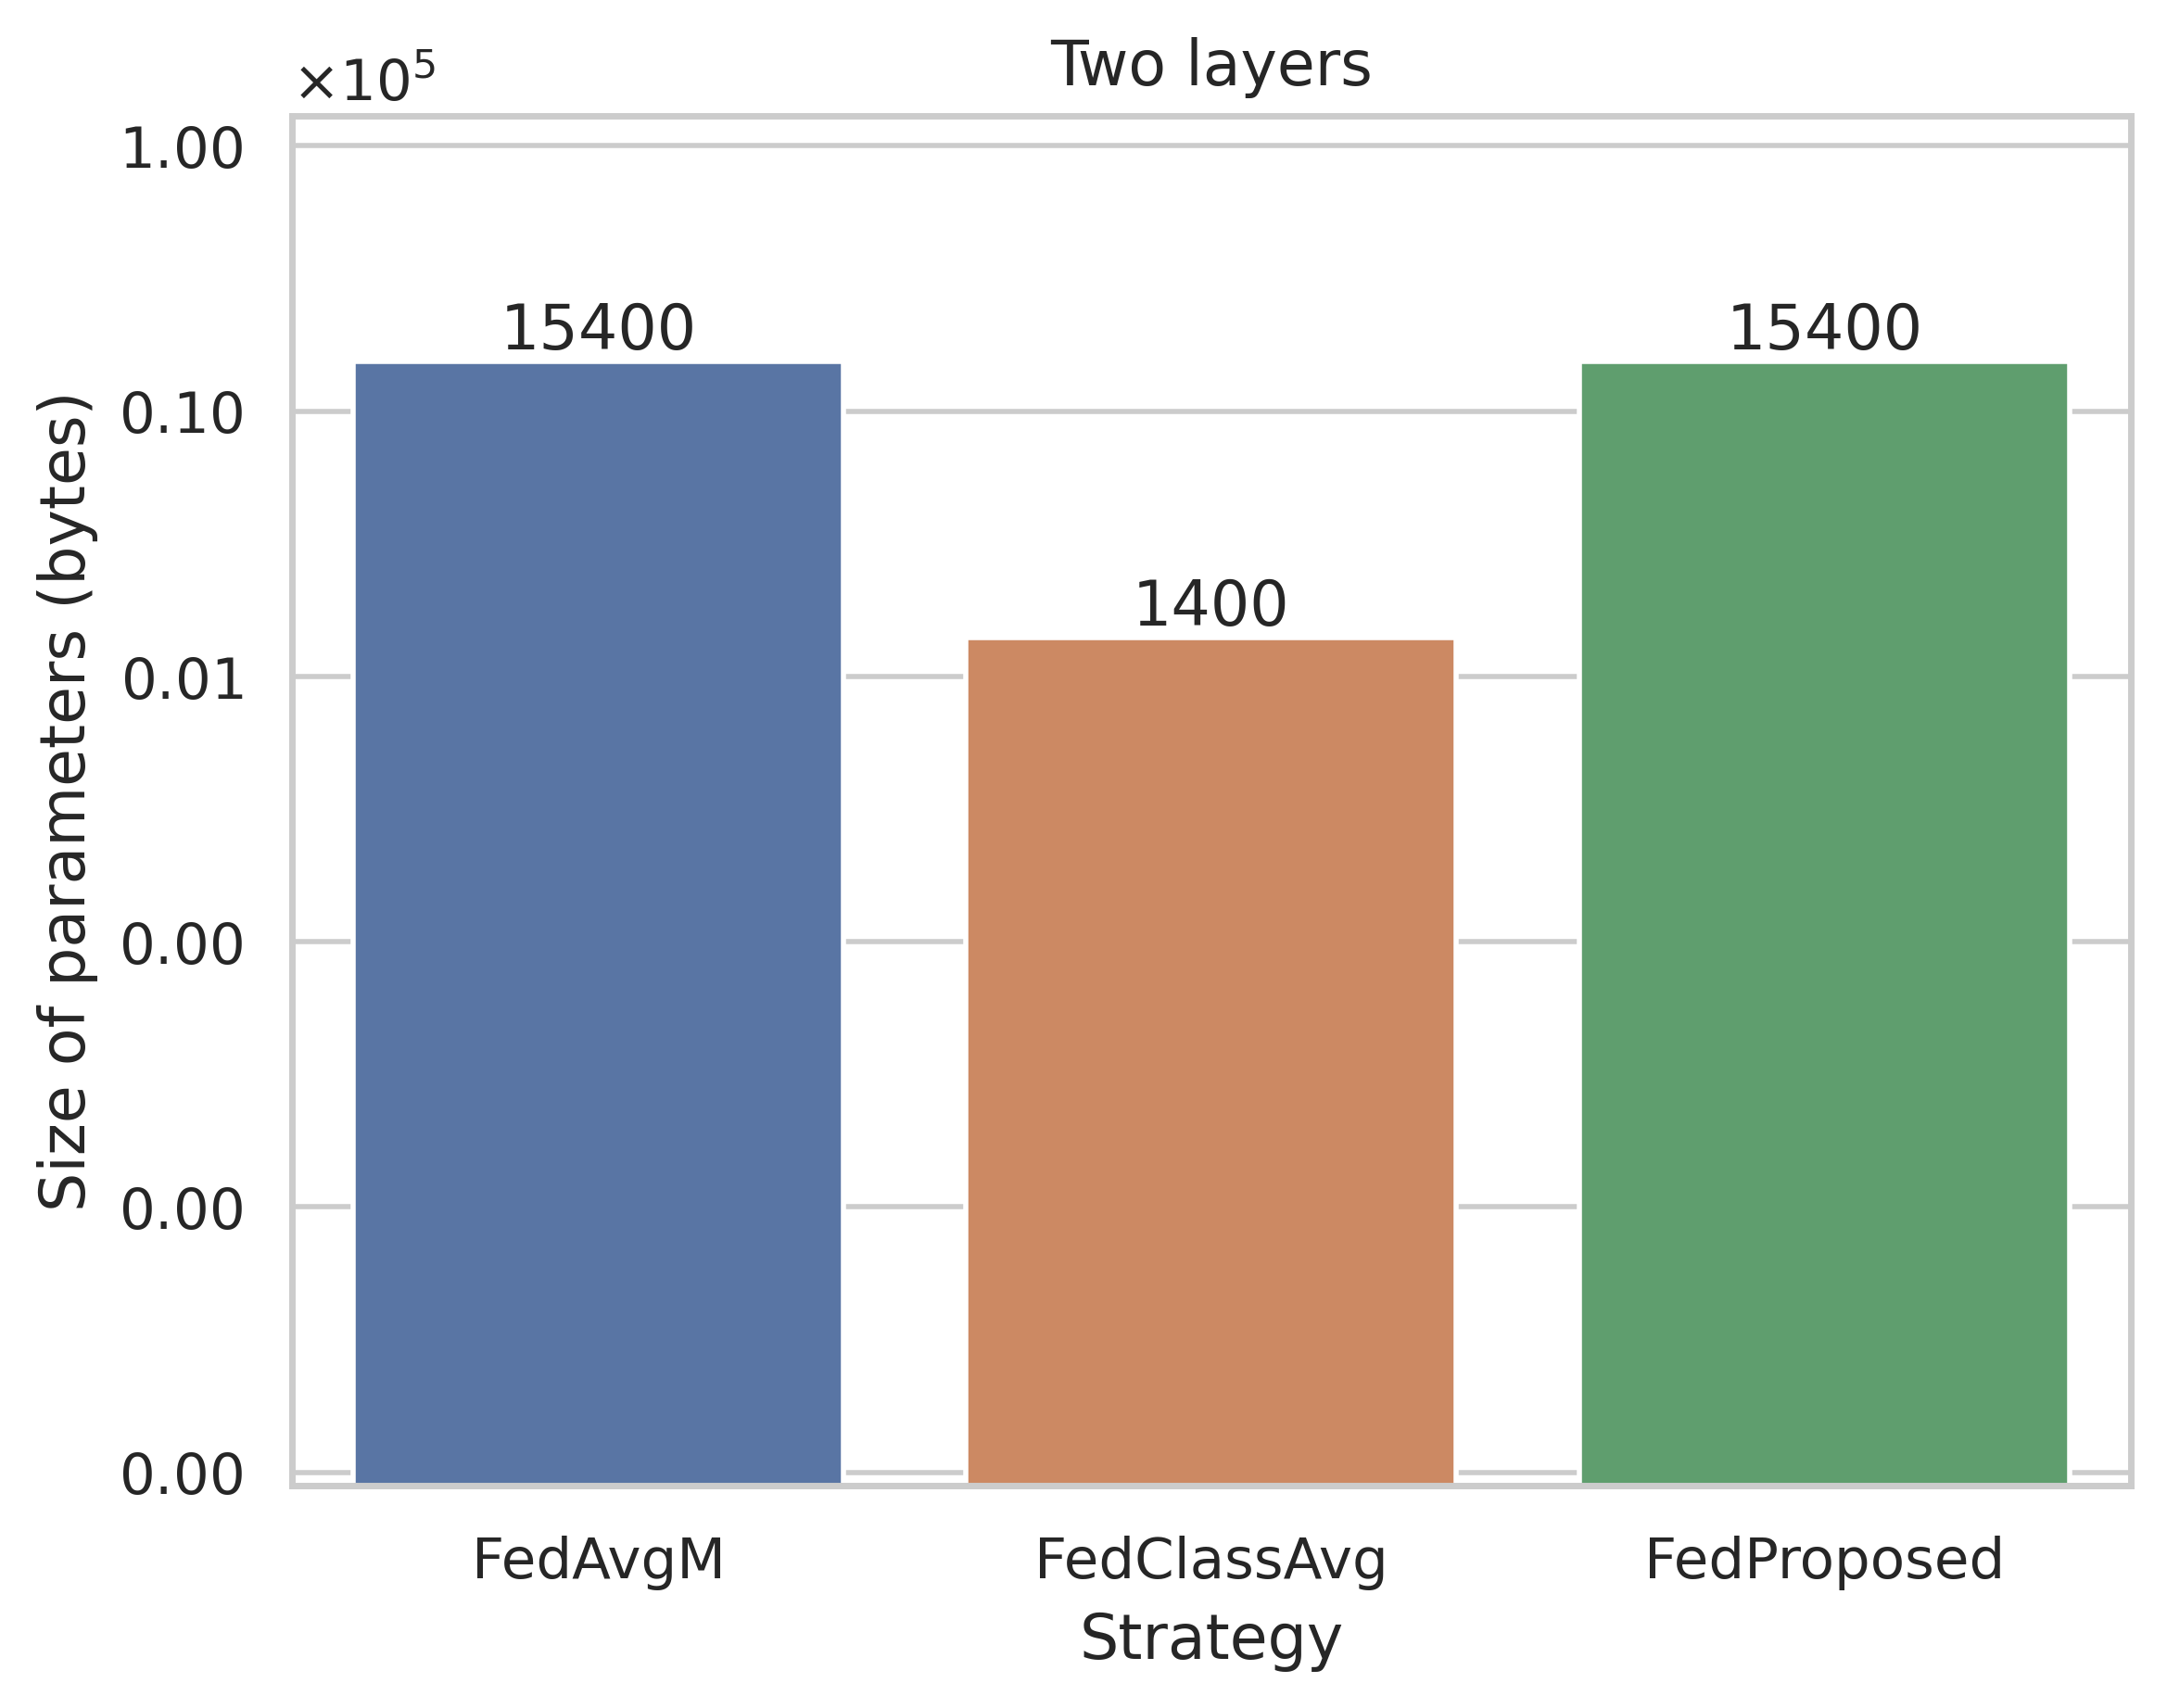 Two layers
×10⁵
1.00
0.10
0.01
0.00
0.00
0.00
Size of parameters (bytes)
15400
1400
15400
FedAvgM
FedClassAvg
FedProposed
Strategy